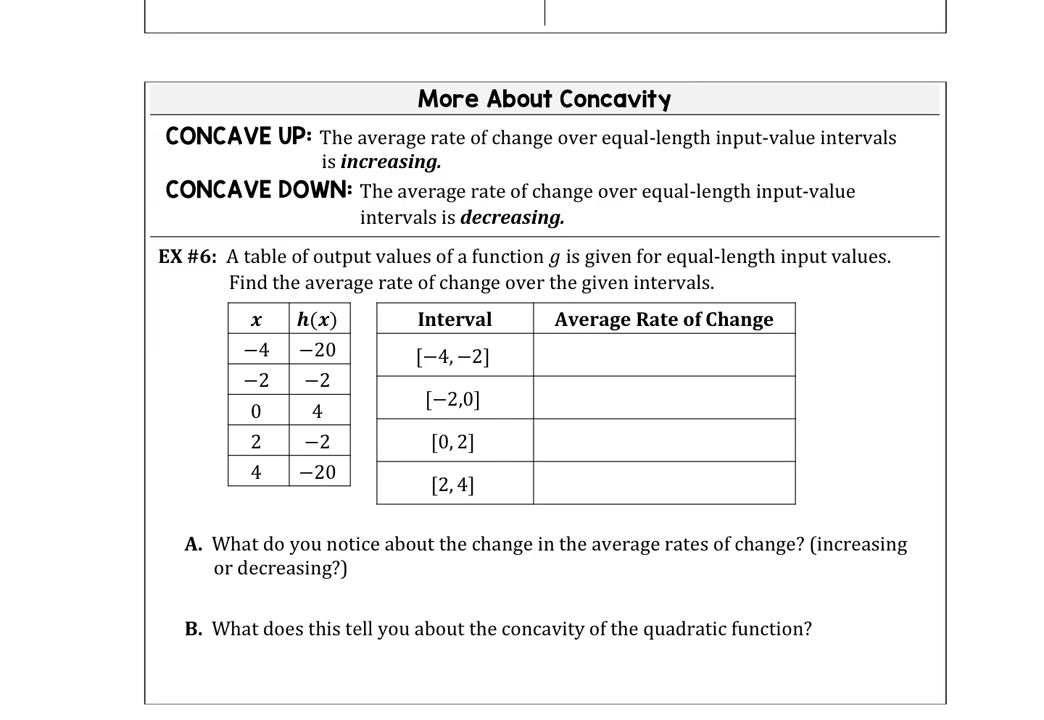 More About Concavity
CONCAVE UP: The average rate of change over equal-length input-value intervals
is increasing.
CONCAVE DOWN: The average rate of change over equal-length input-value
intervals is decreasing.
EX #6: A table of output values of a function g is given for equal-length input values.
Find the average rate of change over the given intervals.
x h(x)
−4 −20
−2 −2
0 4
2 −2
4 −20
Interval Average Rate of Change
[−4, −2]
[−2,0]
[0, 2]
[2, 4]
A. What do you notice about the change in the average rates of change? (increasing
or decreasing?)
B. What does this tell you about the concavity of the quadratic function?